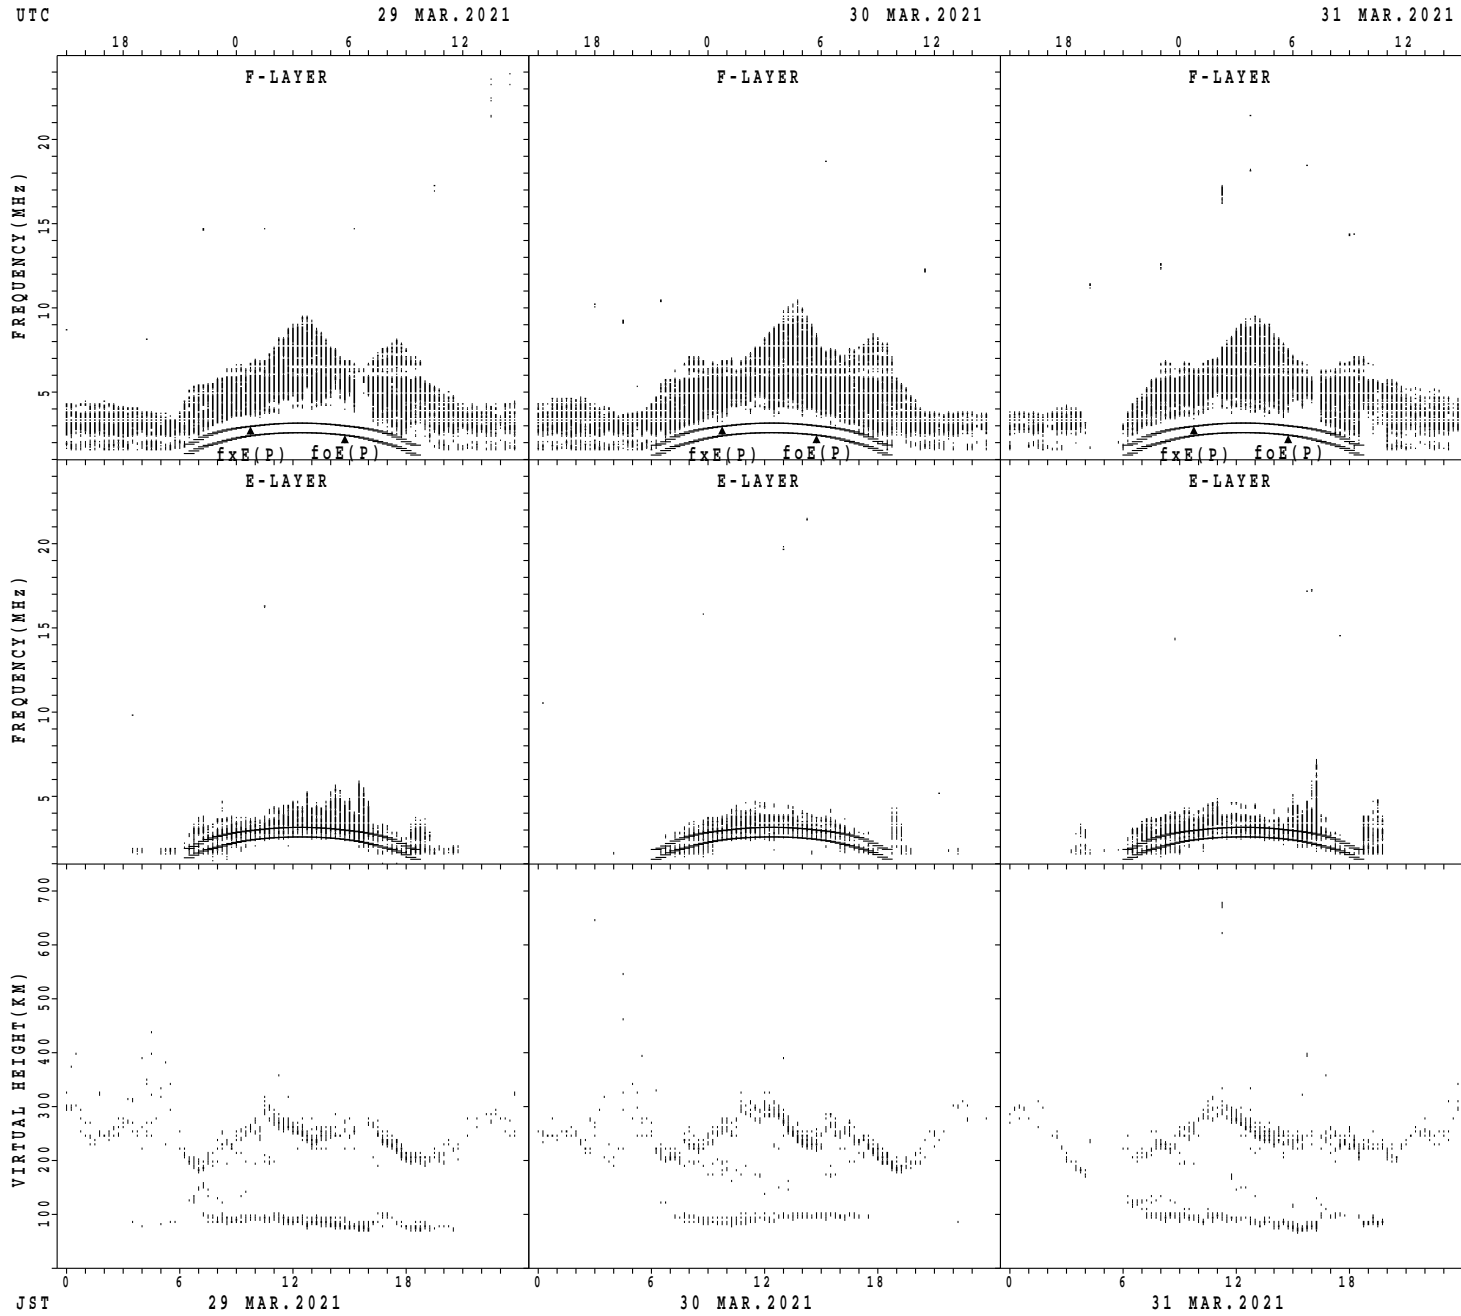 UTC 29 MAR.2021 30 MAR.2021 31 MAR.2021
18 0 6 12 18 0 6 12 18 0 6 12
F-LAYER F-LAYER F-LAYER
FREQUENCY(MHz)
20
15
10
5
fxE(P) foE(P) fxE(P) foE(P) fxE(P) foE(P)
E-LAYER E-LAYER E-LAYER
FREQUENCY(MHz)
20
15
10
5
VIRTUAL HEIGHT(KM)
700
600
500
400
300
200
100
0 6 12 18 0 6 12 18 0 6 12 18
JST 29 MAR.2021 30 MAR.2021 31 MAR.2021